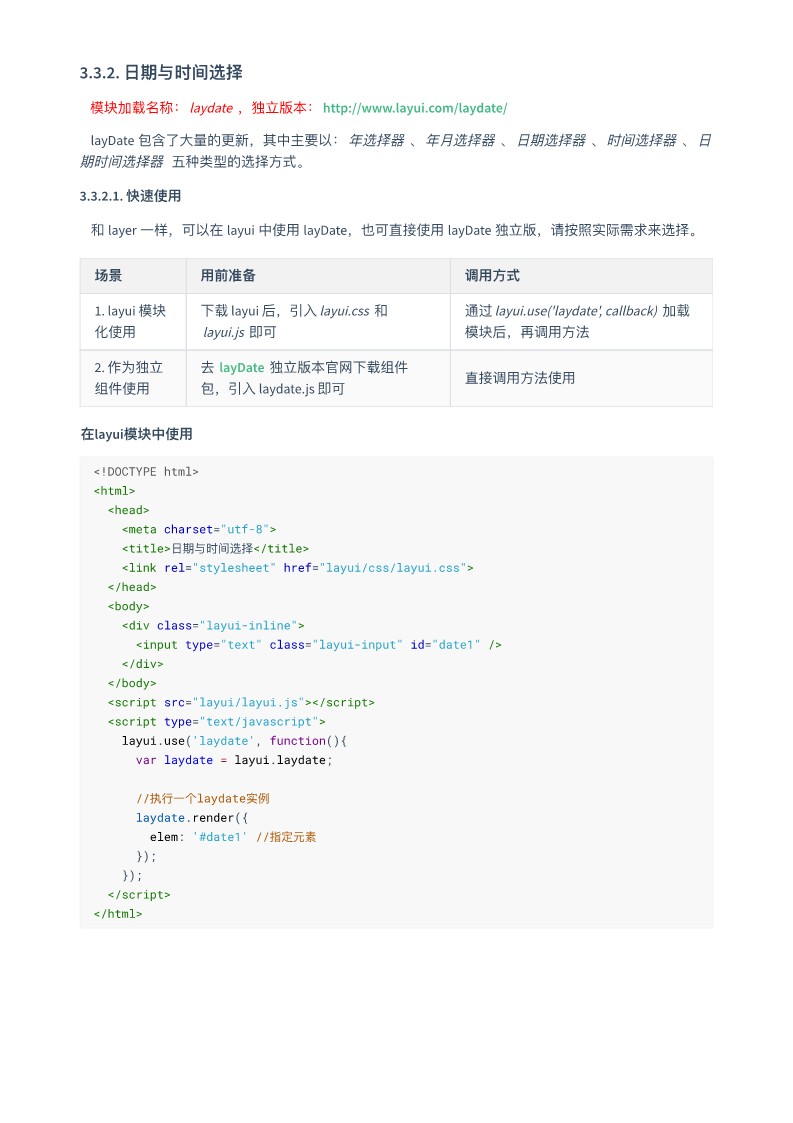 3.3.2. 日期与时间选择
模块加载名称： laydate ，独立版本： http://www.layui.com/laydate/
layDate 包含了大量的更新，其中主要以： 年选择器 、 年月选择器 、 日期选择器 、 时间选择器 、 日
期时间选择器 五种类型的选择方式。
3.3.2.1. 快速使用
和 layer 一样，可以在 layui 中使用 layDate，也可直接使用 layDate 独立版，请按照实际需求来选择。
场景 用前准备 调用方式
1. layui 模块 下载 layui 后，引入 layui.css 和 通过 layui.use('laydate', callback) 加载
化使用 layui.js 即可 模块后，再调用方法
2. 作为独立 去 layDate 独立版本官网下载组件
组件使用 包，引入 laydate.js 即可 直接调用方法使用
在layui模块中使用
<!DOCTYPE html>
<html>
  <head>
    <meta charset="utf-8">
    <title>日期与时间选择</title>
    <link rel="stylesheet" href="layui/css/layui.css">
  </head>
  <body>
    <div class="layui-inline">
      <input type="text" class="layui-input" id="date1" />
    </div>
  </body>
  <script src="layui/layui.js"></script>
  <script type="text/javascript">
    layui.use('laydate', function(){
      var laydate = layui.laydate;
      //执行一个laydate实例
      laydate.render({
        elem: '#date1' //指定元素
      });
    });
  </script>
</html>